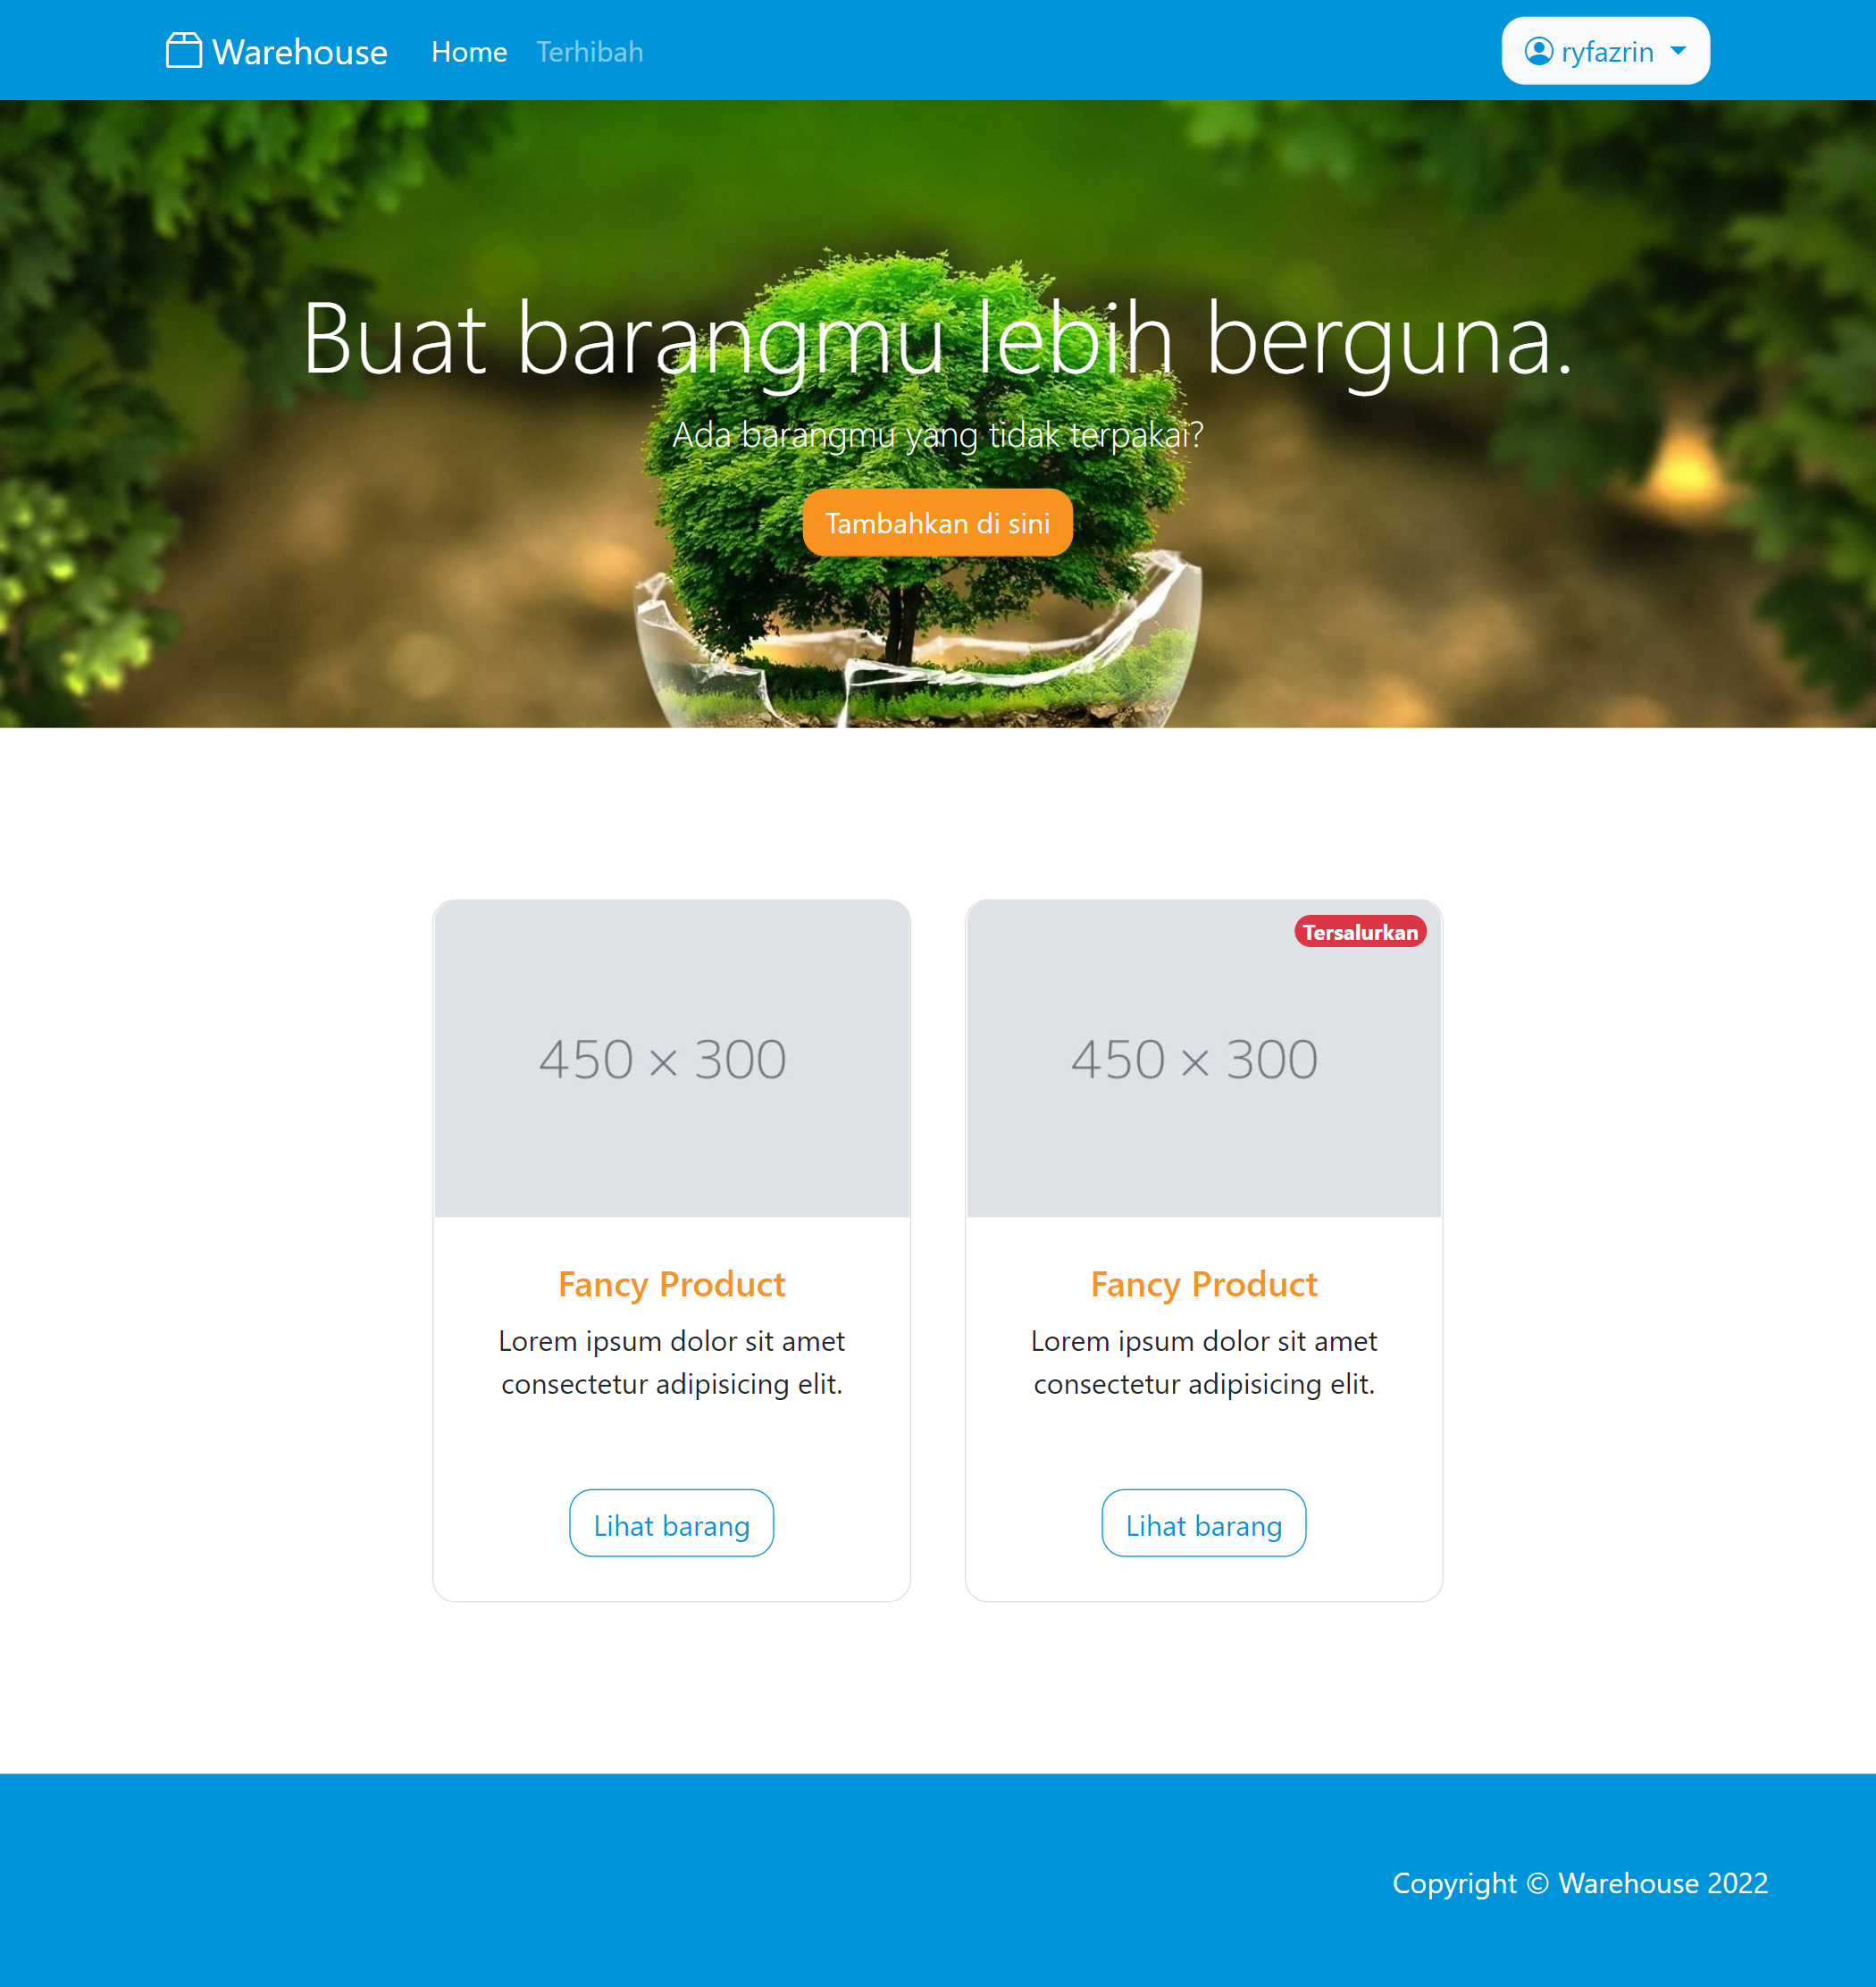 Warehouse Home Terhibah ryfazrin
Buat barangmu lebih berguna.
Ada barangmu yang tidak terpakai?
Tambahkan di sini
450 × 300
Fancy Product
Lorem ipsum dolor sit amet
consectetur adipisicing elit.
Lihat barang
Tersalurkan
450 × 300
Fancy Product
Lorem ipsum dolor sit amet
consectetur adipisicing elit.
Lihat barang
Copyright © Warehouse 2022